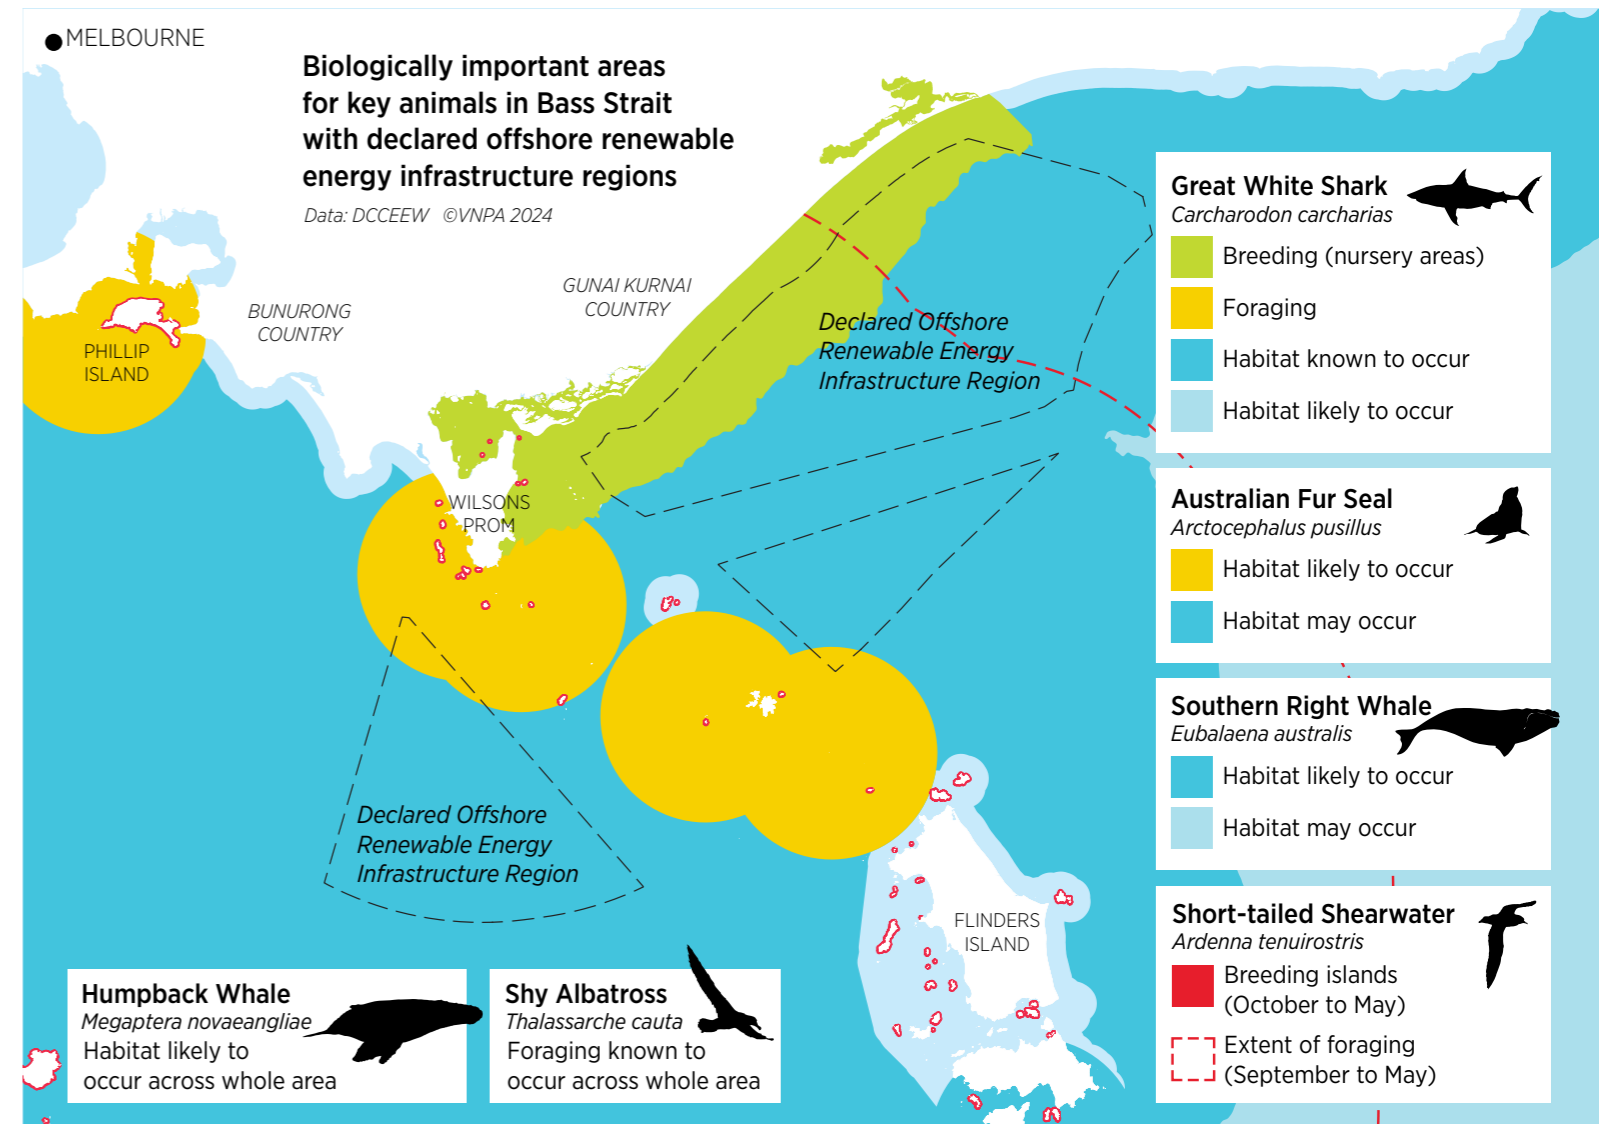 MELBOURNE
Biologically important areas
for key animals in Bass Strait
with declared offshore renewable
energy infrastructure regions
Data: DCCEEW ©VNPA 2024
GUNAI KURNAI
COUNTRY
BUNURONG
COUNTRY
PHILLIP
ISLAND
WILSONS
PROM
Declared Offshore
Renewable Energy
Infrastructure Region
Declared Offshore
Renewable Energy
Infrastructure Region
FLINDERS
ISLAND
Great White Shark
Carcharodon carcharias
Breeding (nursery areas)
Foraging
Habitat known to occur
Habitat likely to occur
Australian Fur Seal
Arctocephalus pusillus
Habitat likely to occur
Habitat may occur
Southern Right Whale
Eubalaena australis
Habitat likely to occur
Habitat may occur
Short-tailed Shearwater
Ardenna tenuirostris
Breeding islands
(October to May)
Extent of foraging
(September to May)
Humpback Whale
Megaptera novaeangliae
Habitat likely to
occur across whole area
Shy Albatross
Thalassarche cauta
Foraging known to
occur across whole area